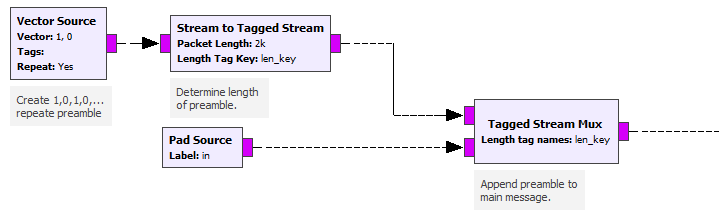 Vector Source
Vector: 1, 0
Tags:
Repeat: Yes
Create 1,0,1,0,...
repeate preamble
Stream to Tagged Stream
Packet Length: 2k
Length Tag Key: len_key
Determine length
of preamble.
Pad Source
Label: in
Tagged Stream Mux
Length tag names: len_key
Append preamble to
main message.